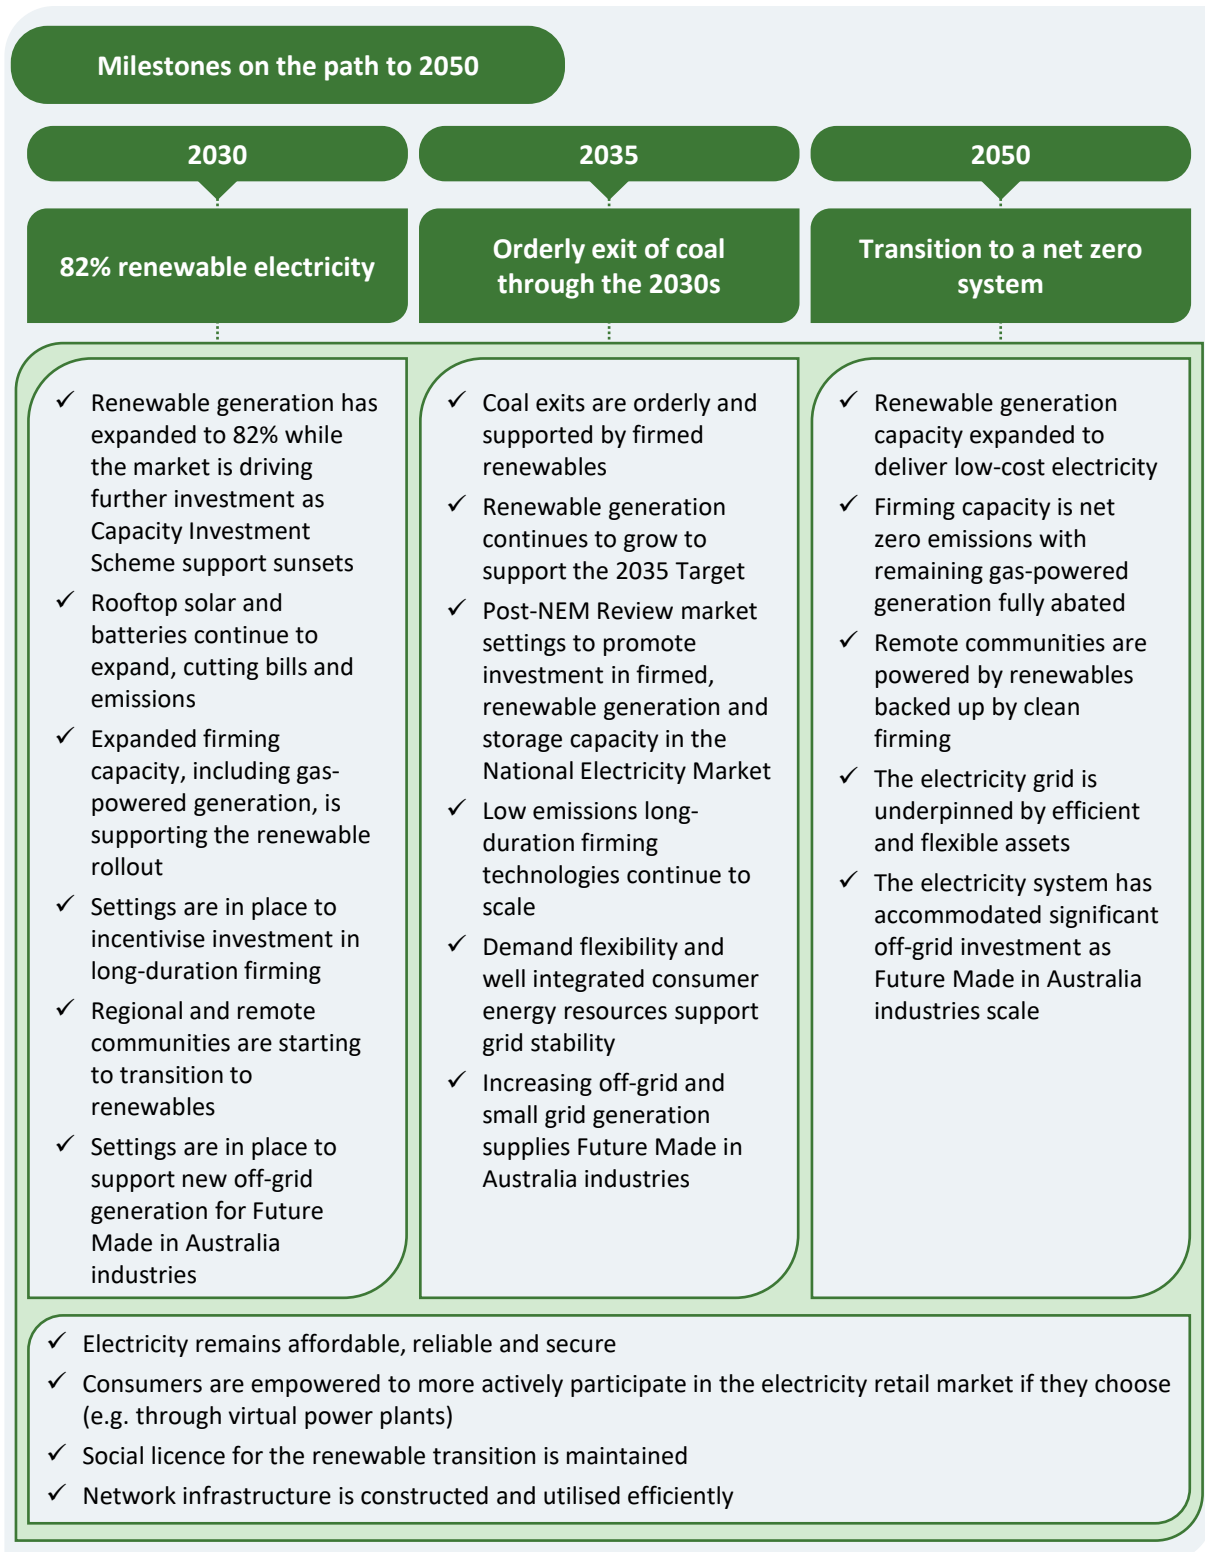 Milestones on the path to 2050
2030
82% renewable electricity
✓ Renewable generation has
expanded to 82% while
the market is driving
further investment as
Capacity Investment
Scheme support sunsets
✓ Rooftop solar and
batteries continue to
expand, cutting bills and
emissions
✓ Expanded firming
capacity, including gas-
powered generation, is
supporting the renewable
rollout
✓ Settings are in place to
incentivise investment in
long-duration firming
✓ Regional and remote
communities are starting
to transition to
renewables
✓ Settings are in place to
support new off-grid
generation for Future
Made in Australia
industries
2035
Orderly exit of coal
through the 2030s
✓ Coal exits are orderly and
supported by firmed
renewables
✓ Renewable generation
continues to grow to
support the 2035 Target
✓ Post-NEM Review market
settings to promote
investment in firmed,
renewable generation and
storage capacity in the
National Electricity Market
✓ Low emissions long-
duration firming
technologies continue to
scale
✓ Demand flexibility and
well integrated consumer
energy resources support
grid stability
✓ Increasing off-grid and
small grid generation
supplies Future Made in
Australia industries
2050
Transition to a net zero
system
✓ Renewable generation
capacity expanded to
deliver low-cost electricity
✓ Firming capacity is net
zero emissions with
remaining gas-powered
generation fully abated
✓ Remote communities are
powered by renewables
backed up by clean
firming
✓ The electricity grid is
underpinned by efficient
and flexible assets
✓ The electricity system has
accommodated significant
off-grid investment as
Future Made in Australia
industries scale
✓ Electricity remains affordable, reliable and secure
✓ Consumers are empowered to more actively participate in the electricity retail market if they choose
(e.g. through virtual power plants)
✓ Social licence for the renewable transition is maintained
✓ Network infrastructure is constructed and utilised efficiently